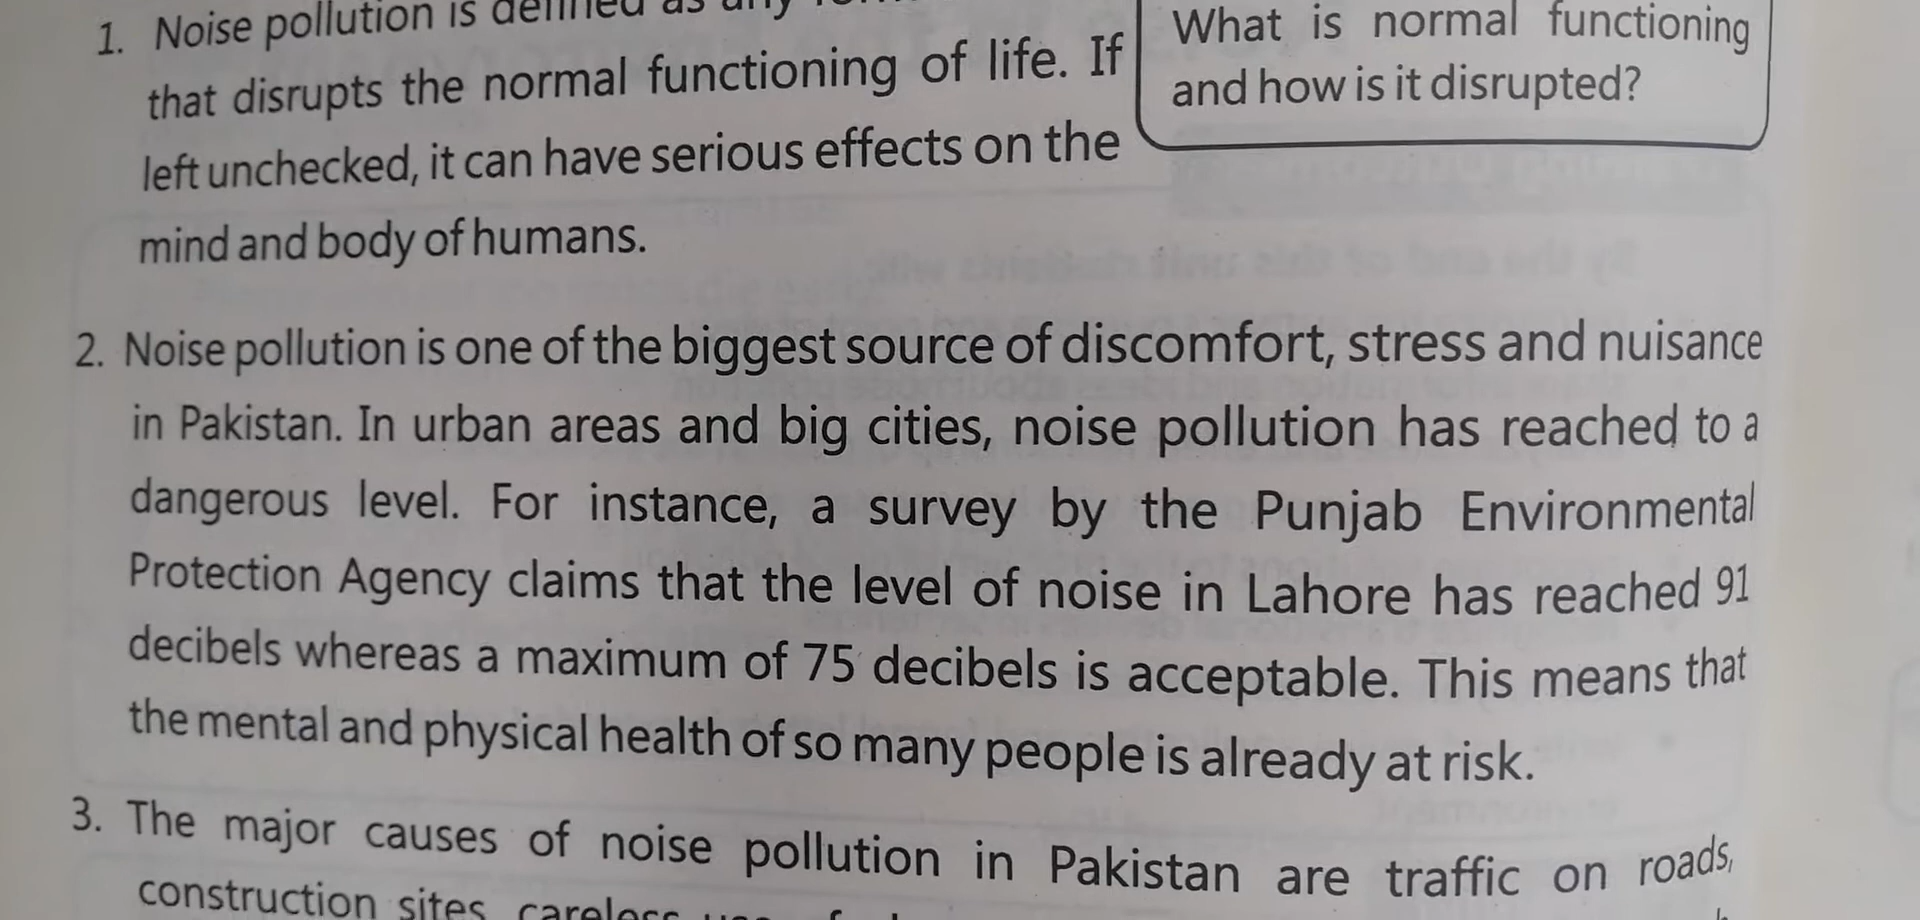 1. Noise pollution is defined as any
that disrupts the normal functioning of life. If
left unchecked, it can have serious effects on the
mind and body of humans.
What is normal functioning
and how is it disrupted?
2. Noise pollution is one of the biggest source of discomfort, stress and nuisance
in Pakistan. In urban areas and big cities, noise pollution has reached to a
dangerous level. For instance, a survey by the Punjab Environmental
Protection Agency claims that the level of noise in Lahore has reached 91
decibels whereas a maximum of 75 decibels is acceptable. This means that
the mental and physical health of so many people is already at risk.
3. The major causes of noise pollution in Pakistan are traffic on roads,
construction sites, careless use of